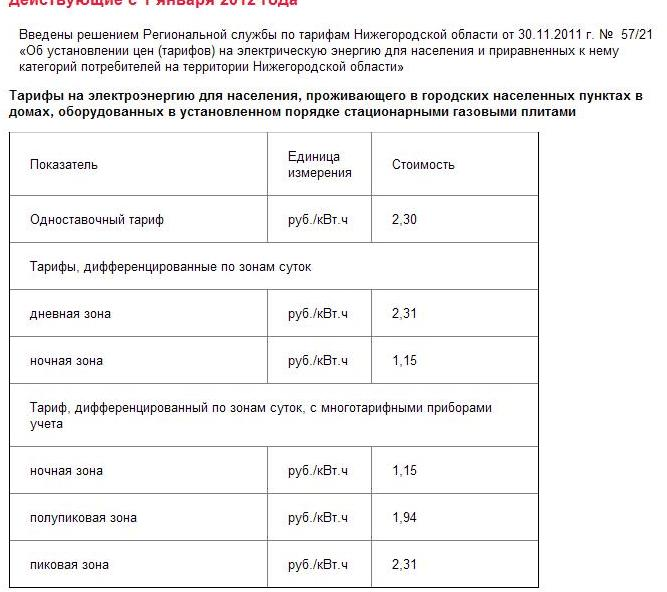 действующие с 1 января 2012 года
Введены решением Региональной службы по тарифам Нижегородской области от 30.11.2011 г. № 57/21
«Об установлении цен (тарифов) на электрическую энергию для населения и приравненных к нему
категорий потребителей на территории Нижегородской области»
Тарифы на электроэнергию для населения, проживающего в городских населенных пунктах в
домах, оборудованных в установленном порядке стационарными газовыми плитами
Показатель
Единица
измерения
Стоимость
Одноставочный тариф руб./кВт.ч 2,30
Тарифы, дифференцированные по зонам суток
дневная зона руб./кВт.ч 2,31
ночная зона руб./кВт.ч 1,15
Тариф, дифференцированный по зонам суток, с многотарифными приборами
учета
ночная зона руб./кВт.ч 1,15
полупиковая зона руб./кВт.ч 1,94
пиковая зона руб./кВт.ч 2,31